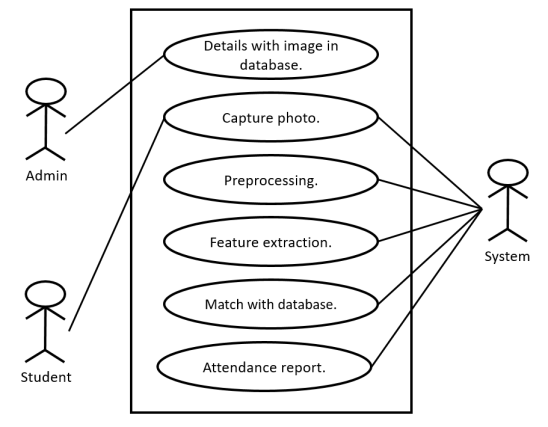 Details with image in
database.
Capture photo.
Admin
Preprocessing.
Feature extraction.
System
Match with database.
Attendance report.
Student